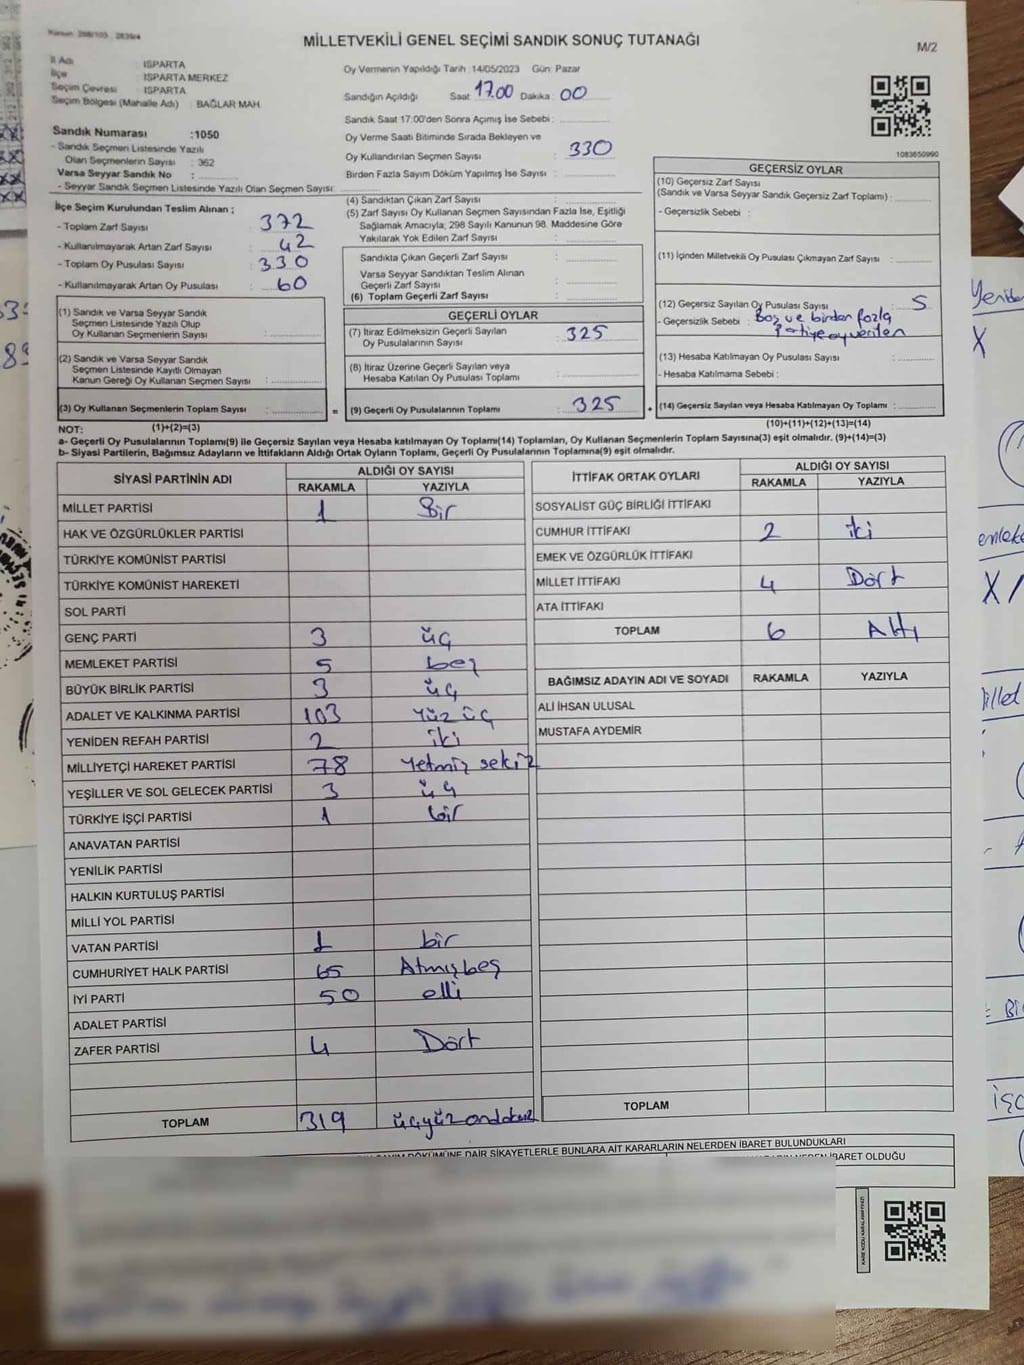 MİLLETVEKİLİ GENEL SEÇİMİ SANDIK SONUÇ TUTANAĞI
M/2
İl Adı : ISPARTA
İlçe : ISPARTA MERKEZ
Seçim Çevresi : ISPARTA
Seçim Bölgesi (Mahalle Adı) : BAĞLAR MAH.
Sandık Numarası :1050
- Sandık Seçmen Listesinde Yazılı
Olan Seçmenlerin Sayısı : 362
Varsa Seyyar Sandık No :
- Seyyar Sandık Seçmen Listesinde Yazılı Olan Seçmen Sayısı:
Oy Vermenin Yapıldığı Tarih :14/05/2023 Gün: Pazar
Sandığın Açıldığı Saat 17.00 Dakika : 00
Sandık Saat 17:00'den Sonra Açımış İse Sebebi :
Oy Verme Saati Bitiminde Sırada Bekleyen ve
Oy Kullandırılan Seçmen Sayısı : 330
Birden Fazla Sayım Döküm Yapılmış İse Sayısı :
1083650990
İlçe Seçim Kurulundan Teslim Alınan ;
- Toplam Zarf Sayısı : 372
- Kullanılmayarak Artan Zarf Sayısı : 42
- Toplam Oy Pusulası Sayısı : 330
- Kullanılmayarak Artan Oy Pusulası : 60
(1) Sandık ve Varsa Seyyar Sandık
Seçmen Listesinde Yazılı Olup
Oy Kullanan Seçmenlerin Sayısı :
(2) Sandık ve Varsa Seyyar Sandık
Seçmen Listesinde Kayıtlı Olmayan
Kanun Gereği Oy Kullanan Seçmen Sayısı :
(3) Oy Kullanan Seçmenlerin Toplam Sayısı :
(4) Sandıktan Çıkan Zarf Sayısı :
(5) Zarf Sayısı Oy Kullanan Seçmen Sayısından Fazla İse, Eşitliği
Sağlamak Amacıyla; 298 Sayılı Kanunun 98. Maddesine Göre
Yakılarak Yok Edilen Zarf Sayısı :
Sandıkta Çıkan Geçerli Zarf Sayısı :
Varsa Seyyar Sandıktan Teslim Alınan
Geçerli Zarf Sayısı :
(6) Toplam Geçerli Zarf Sayısı :
GEÇERLİ OYLAR
(7) İtiraz Edilmeksizin Geçerli Sayılan
Oy Pusulalarının Sayısı : 325
(8) İtiraz Üzerine Geçerli Sayılan veya
Hesaba Katılan Oy Pusulası Toplamı :
= (9) Geçerli Oy Pusulalarının Toplamı : 325 +
GEÇERSİZ OYLAR
(10) Geçersiz Zarf Sayısı
(Sandık ve Varsa Seyyar Sandık Geçersiz Zarf Toplamı) :
- Geçersizlik Sebebi :
(11) İçinden Milletvekili Oy Pusulası Çıkmayan Zarf Sayısı :
(12) Geçersiz Sayılan Oy Pusulası Sayısı : 5
- Geçersizlik Sebebi : Boş ve birden fazla
Partiye oy verilen
(13) Hesaba Katılmayan Oy Pusulası Sayısı :
- Hesaba Katılmama Sebebi :
(14) Geçersiz Sayılan veya Hesaba Katılmayan Oy Toplamı :
NOT: (1)+(2)=(3)
(10)+(11)+(12)+(13)=(14)
a- Geçerli Oy Pusulalarının Toplamı(9) ile Geçersiz Sayılan veya Hesaba katılmayan Oy Toplamı(14) Toplamları, Oy Kullanan Seçmenlerin Toplam Sayısına(3) eşit olmalıdır. (9)+(14)=(3)
b- Siyasi Partilerin, Bağımsız Adayların ve İttifakların Aldığı Ortak Oyların Toplamı, Geçerli Oy Pusulalarının Toplamına(9) eşit olmalıdır.
SİYASİ PARTİNİN ADI ALDIĞI OY SAYISI
RAKAMLA YAZIYLA
MİLLET PARTİSİ 1 Bir
HAK VE ÖZGÜRLÜKLER PARTİSİ
TÜRKİYE KOMÜNİST PARTİSİ
TÜRKİYE KOMÜNİST HAREKETİ
SOL PARTİ
GENÇ PARTİ 3 üç
MEMLEKET PARTİSİ 5 beş
BÜYÜK BİRLİK PARTİSİ 3 üç
ADALET VE KALKINMA PARTİSİ 103 Yüz üç
YENİDEN REFAH PARTİSİ 2 iki
MİLLİYETÇİ HAREKET PARTİSİ 78 Yetmiş sekiz
YEŞİLLER VE SOL GELECEK PARTİSİ 3 üç
TÜRKİYE İŞÇİ PARTİSİ 1 bir
ANAVATAN PARTİSİ
YENİLİK PARTİSİ
HALKIN KURTULUŞ PARTİSİ
MİLLİ YOL PARTİSİ
VATAN PARTİSİ 1 bir
CUMHURİYET HALK PARTİSİ 65 Atmışbeş
İYİ PARTİ 50 elli
ADALET PARTİSİ
ZAFER PARTİSİ 4 Dört
TOPLAM 319 üçyüz ondokuz
İTTİFAK ORTAK OYLARI ALDIĞI OY SAYISI
RAKAMLA YAZIYLA
SOSYALİST GÜÇ BİRLİĞİ İTTİFAKI
CUMHUR İTTİFAKI 2 iki
EMEK VE ÖZGÜRLÜK İTTİFAKI
MİLLET İTTİFAKI 4 Dört
ATA İTTİFAKI
TOPLAM 6 Altı
BAĞIMSIZ ADAYIN ADI VE SOYADI RAKAMLA YAZIYLA
ALİ İHSAN ULUSAL
MUSTAFA AYDEMİR
TOPLAM
DÖKÜMÜNE DAİR ŞİKAYETLERLE BUNLARA AİT KARARLARIN NELERDEN İBARET BULUNDUKLARI
İBARET OLDUĞU